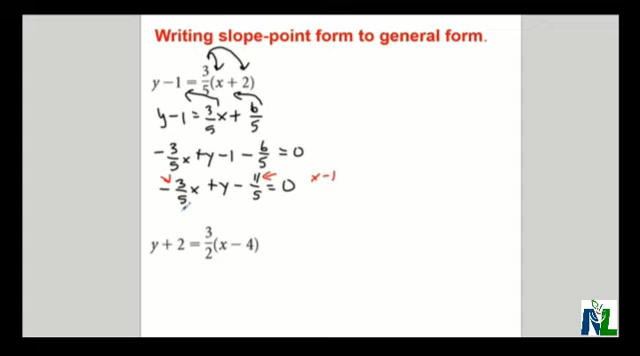 Writing slope-point form to general form.
y − 1 = 3/5(x + 2)
y − 1 = 3/5x + 6/5
− 3/5x + y − 1 − 6/5 = 0
− 3/5x + y − 11/5 = 0 x −1
y + 2 = 3/2(x − 4)
NL